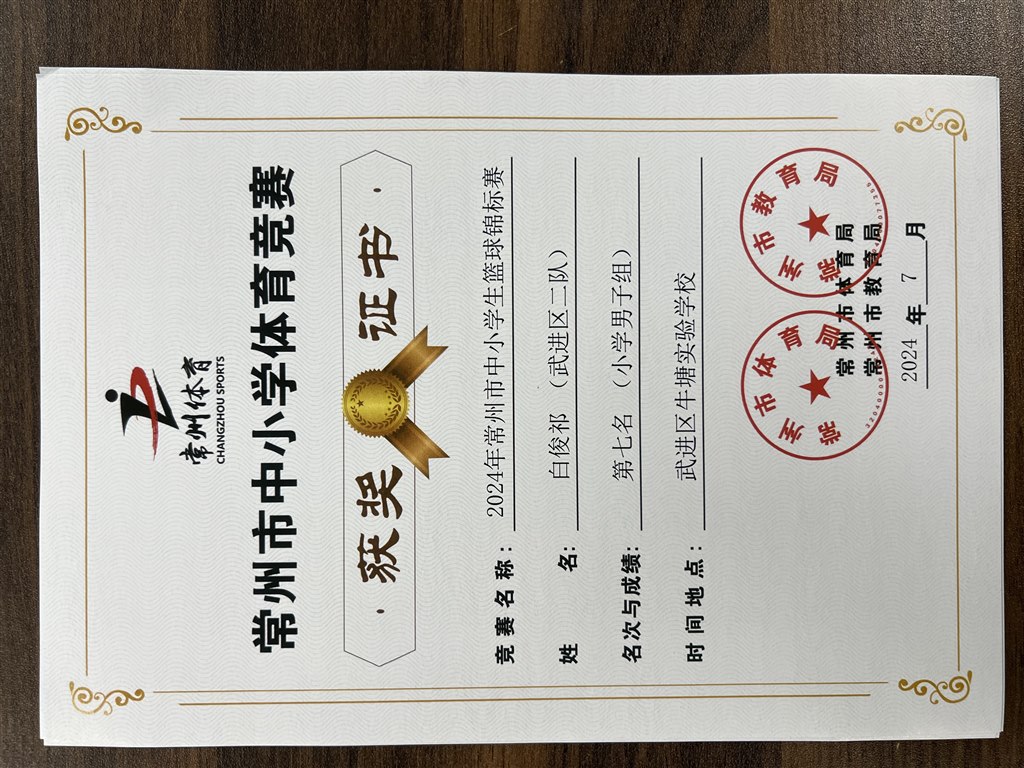 常州体育
CHANGZHOU SPORTS
常州市中小学体育竞赛
·获奖 证书·
竞赛名称： 2024年常州市中小学生篮球锦标赛
姓 名： 白俊祁 （武进区二队）
名次与成绩： 第七名 （小学男子组）
时间地点： 武进区牛塘实验学校
常州市体育局
常州市教育局
常州市体育局
常州市教育局
2024 年 7 月